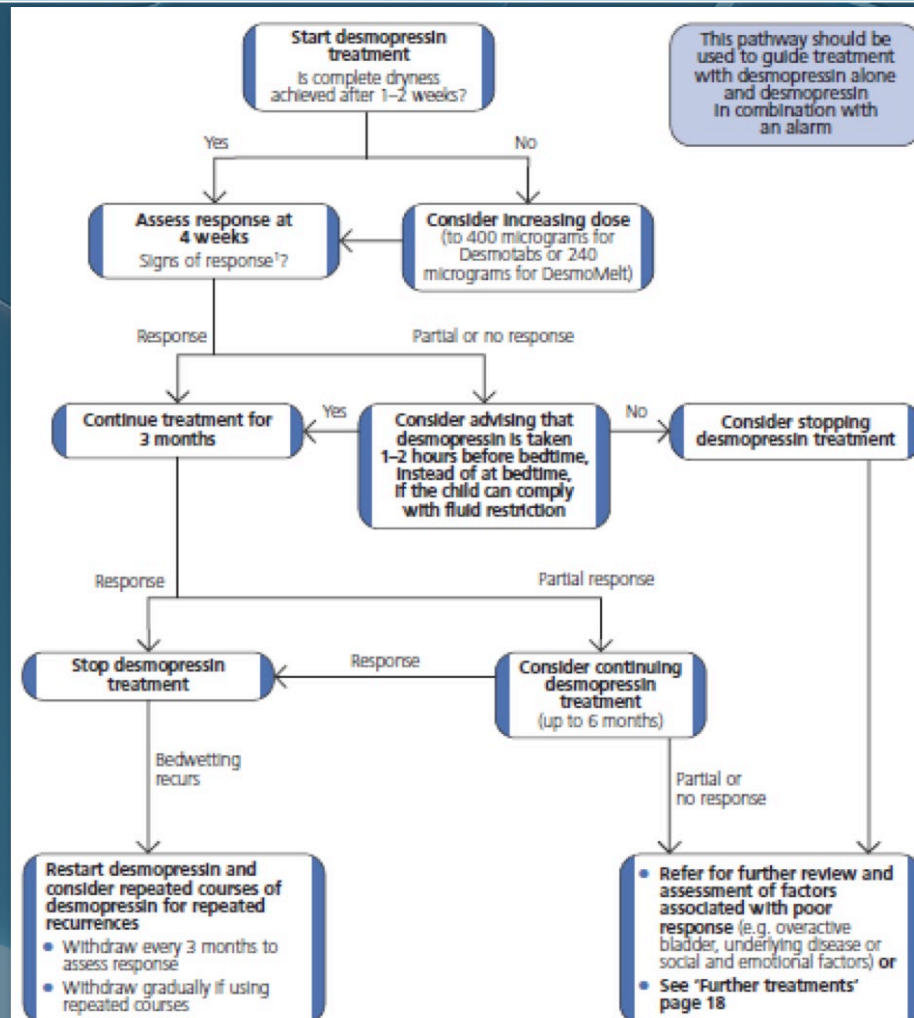 Start desmopressin
treatment
Is complete dryness
achieved after 1–2 weeks?
This pathway should be
used to guide treatment
with desmopressin alone
and desmopressin
in combination with
an alarm
Yes
No
Assess response at
4 weeks
Signs of response¹?
Consider increasing dose
(to 400 micrograms for
Desmotabs or 240
micrograms for DesmoMelt)
Response
Partial or no response
Continue treatment for
3 months
Yes
Consider advising that
desmopressin is taken
1–2 hours before bedtime,
instead of at bedtime,
if the child can comply
with fluid restriction
No
Consider stopping
desmopressin treatment
Response
Partial response
Stop desmopressin
treatment
Response
Consider continuing
desmopressin
treatment
(up to 6 months)
Bedwetting
recurs
Partial or
no response
Restart desmopressin and
consider repeated courses of
desmopressin for repeated
recurrences
• Withdraw every 3 months to
assess response
• Withdraw gradually if using
repeated courses
• Refer for further review and
assessment of factors
associated with poor
response (e.g. overactive
bladder, underlying disease or
social and emotional factors) or
• See ‘Further treatments’
page 18